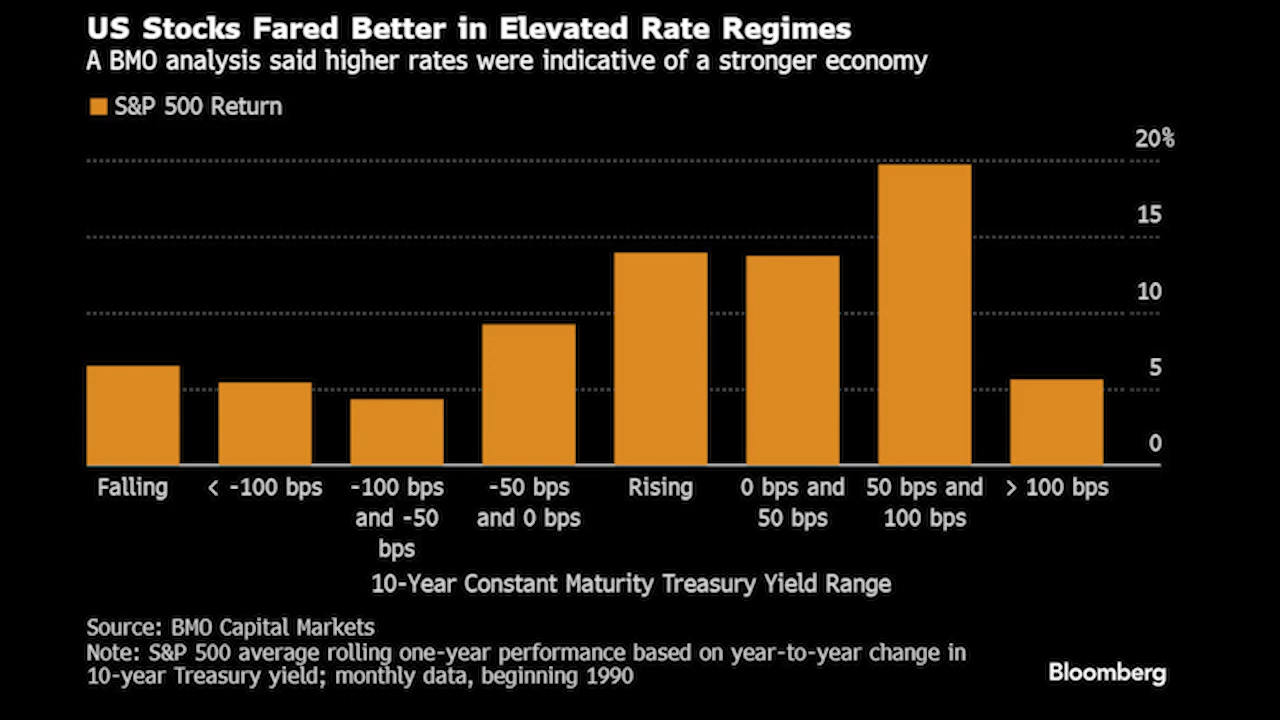 US Stocks Fared Better in Elevated Rate Regimes
A BMO analysis said higher rates were indicative of a stronger economy
S&P 500 Return
20%
15
10
5
0
Falling
< -100 bps
-100 bps
and -50
bps
-50 bps
and 0 bps
Rising
0 bps and
50 bps
50 bps and
100 bps
> 100 bps
10-Year Constant Maturity Treasury Yield Range
Source: BMO Capital Markets
Note: S&P 500 average rolling one-year performance based on year-to-year change in
10-year Treasury yield; monthly data, beginning 1990
Bloomberg